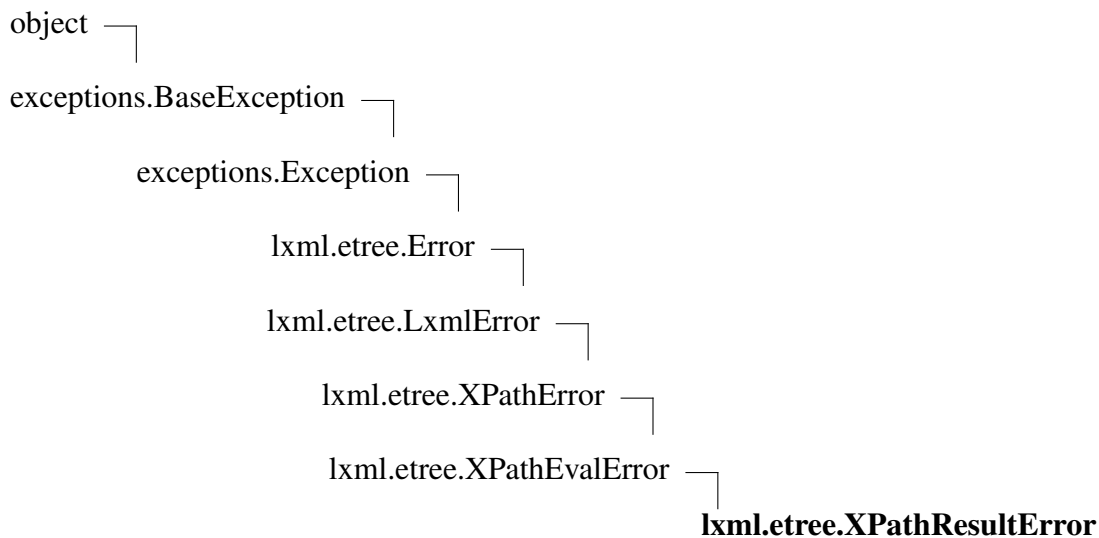 object
exceptions.BaseException
exceptions.Exception
lxml.etree.Error
lxml.etree.LxmlError
lxml.etree.XPathError
lxml.etree.XPathEvalError
lxml.etree.XPathResultError